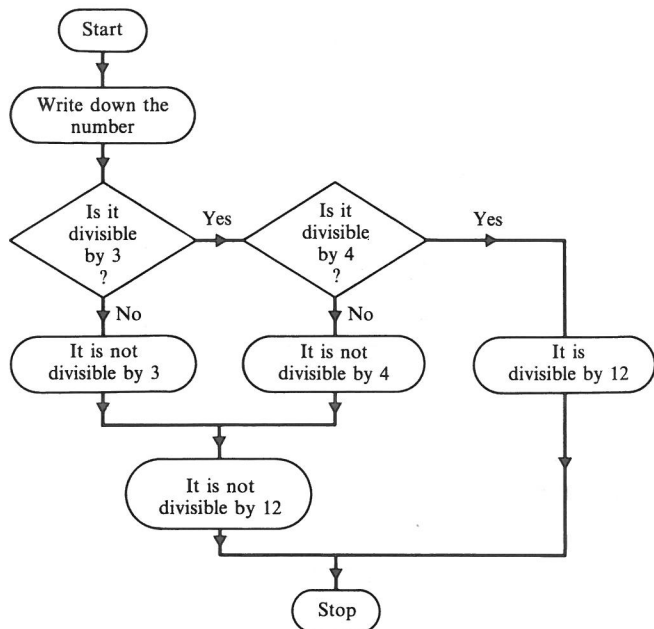 Start
Write down the
number
Is it
divisible
by 3
?
Yes
Is it
divisible
by 4
?
Yes
No
No
It is not
divisible by 3
It is not
divisible by 4
It is
divisible by 12
It is not
divisible by 12
Stop